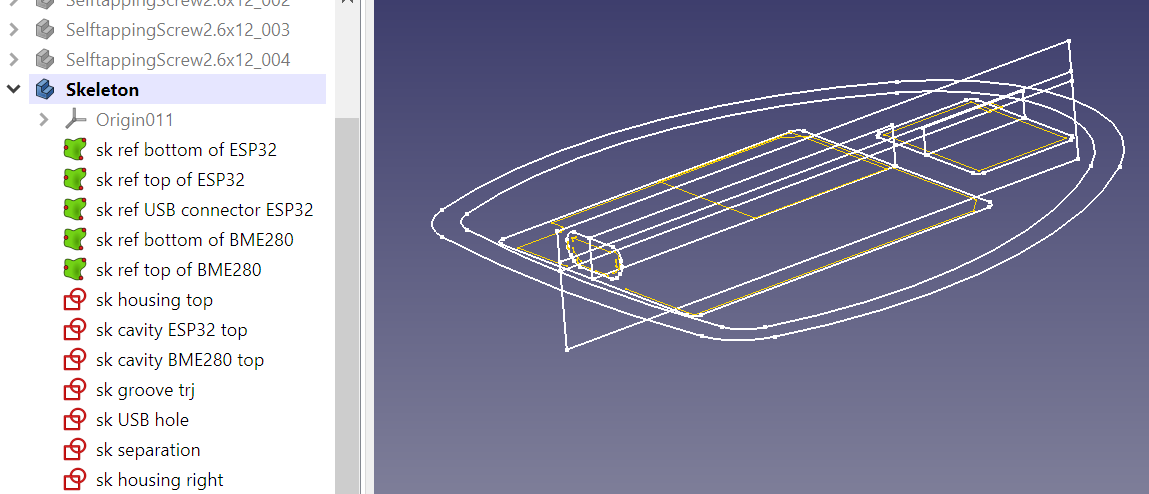 SelftappingScrew2.6x12_002
SelftappingScrew2.6x12_003
SelftappingScrew2.6x12_004
Skeleton
Origin011
sk ref bottom of ESP32
sk ref top of ESP32
sk ref USB connector ESP32
sk ref bottom of BME280
sk ref top of BME280
sk housing top
sk cavity ESP32 top
sk cavity BME280 top
sk groove trj
sk USB hole
sk separation
sk housing right